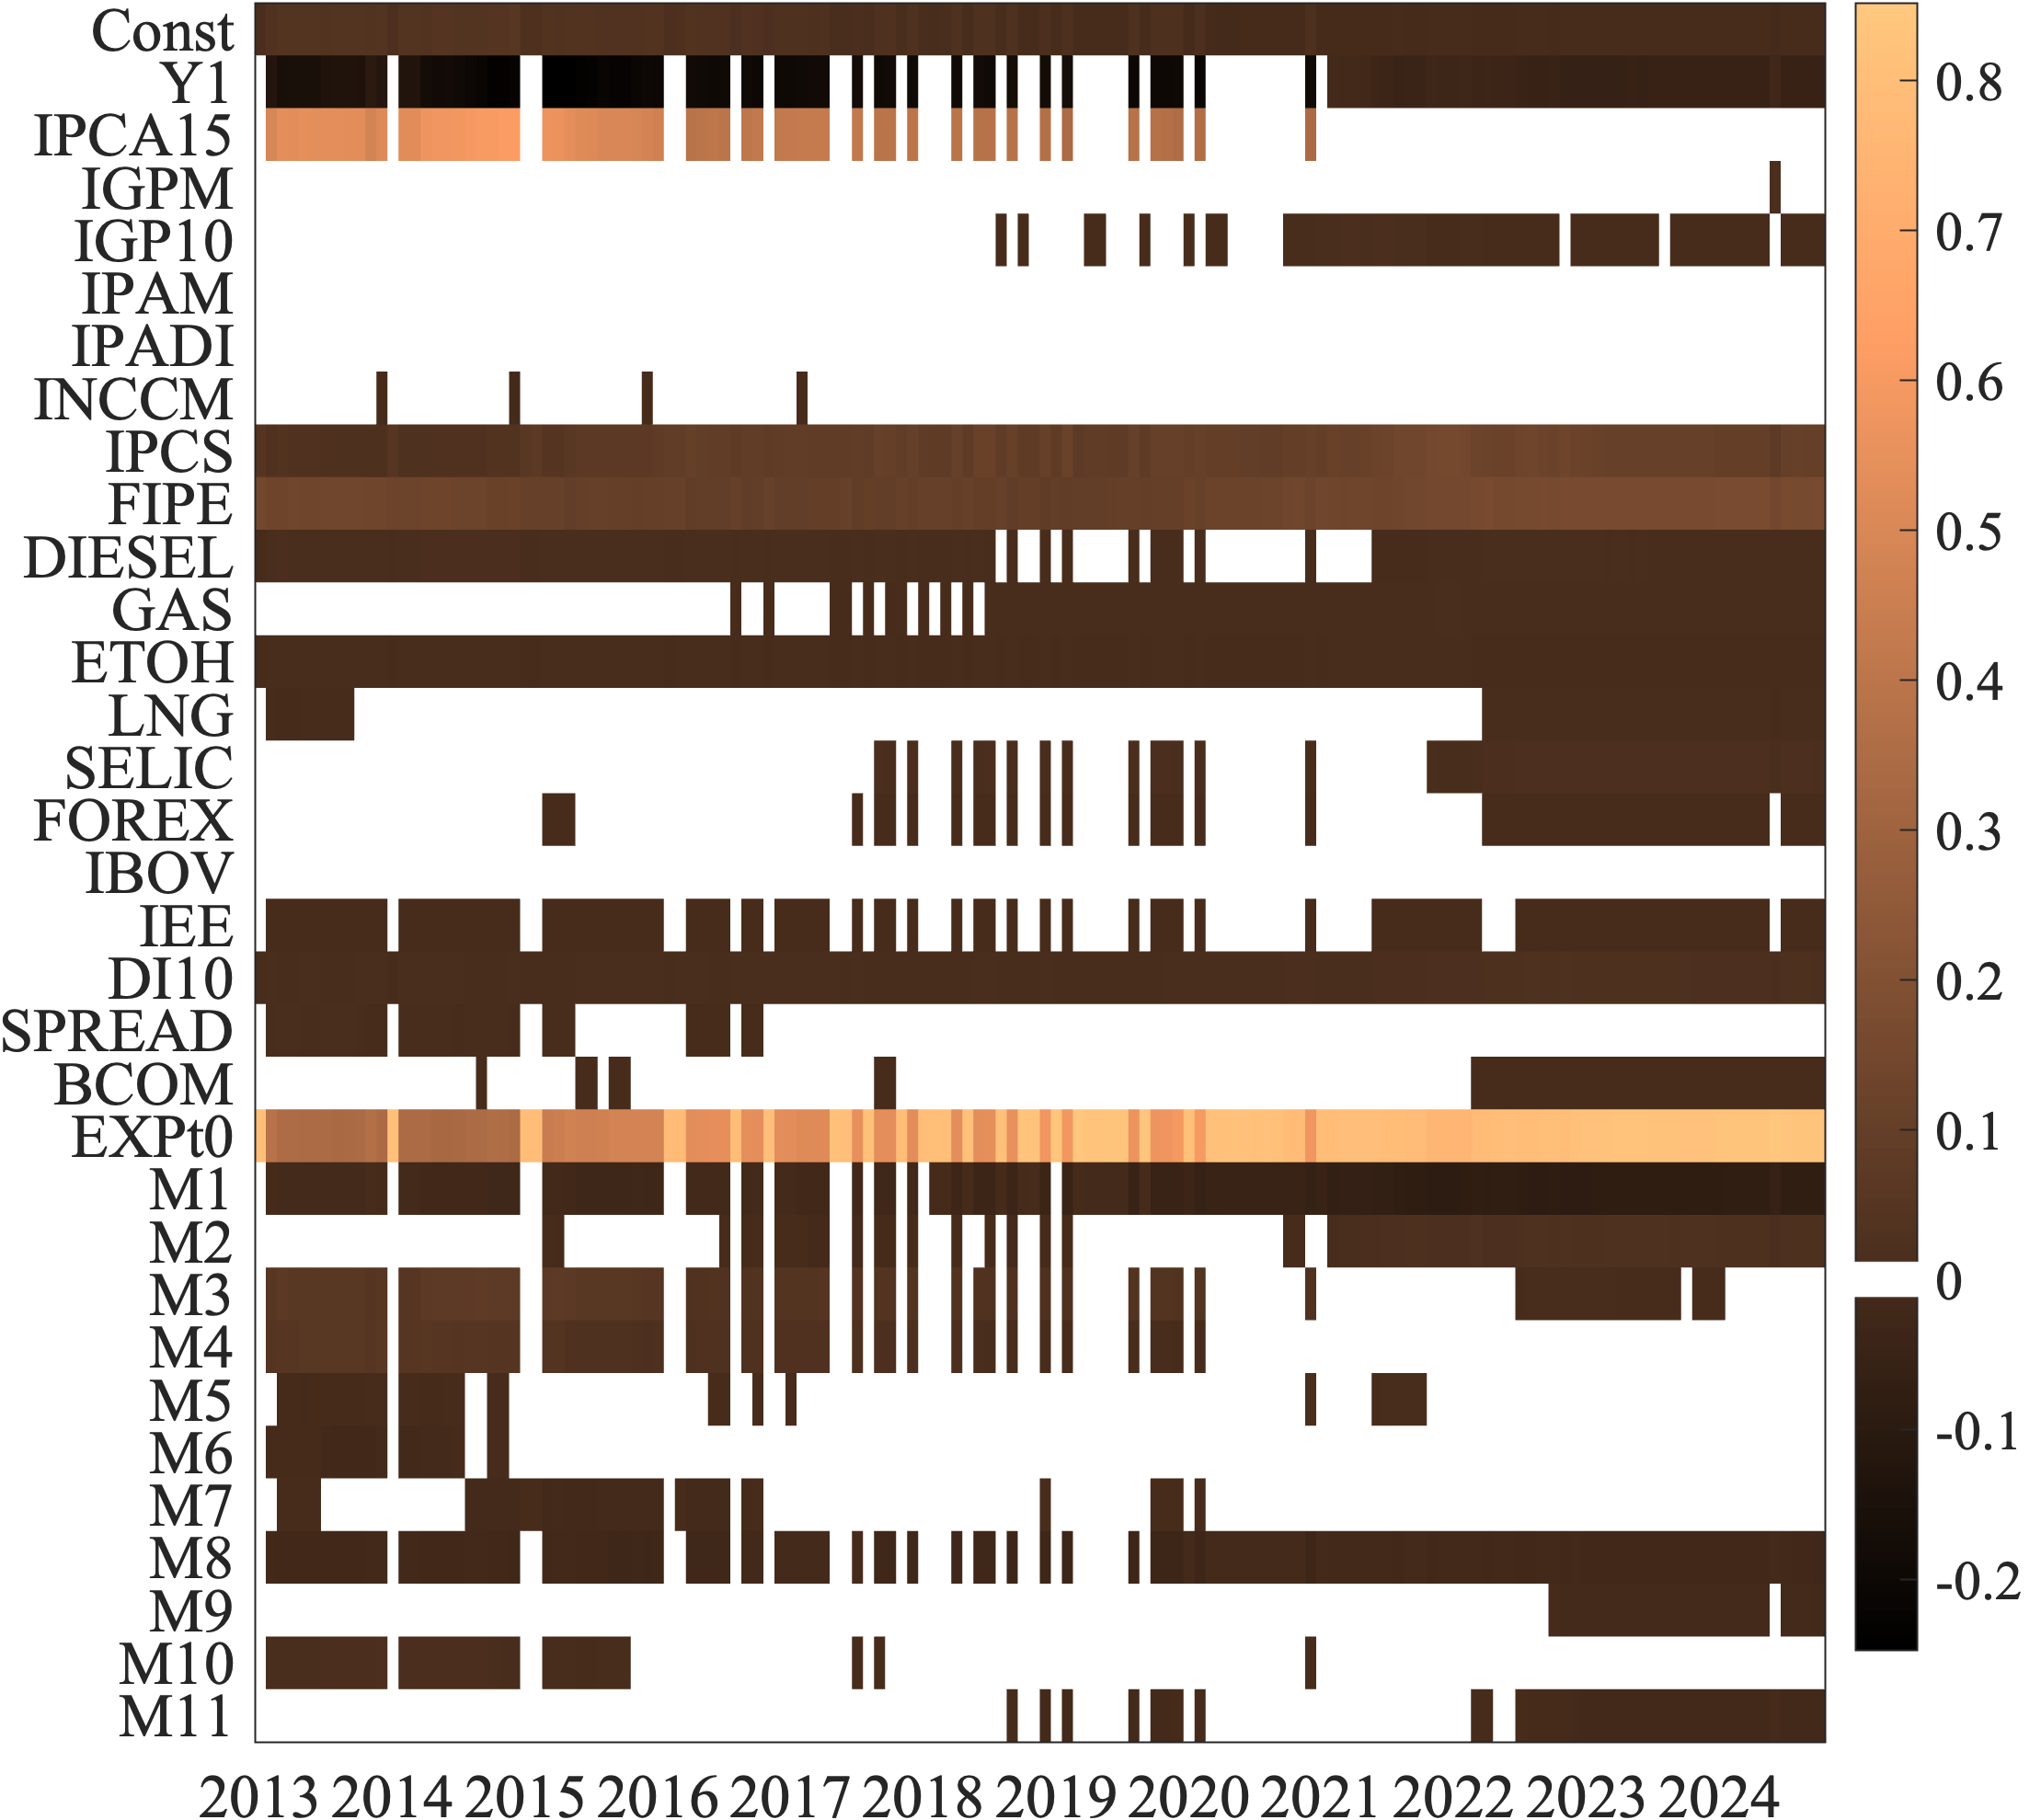 Const
Y1
IPCA15
IGPM
IGP10
IPAM
IPADI
INCCM
IPCS
FIPE
DIESEL
GAS
ETOH
LNG
SELIC
FOREX
IBOV
IEE
DI10
SPREAD
BCOM
EXPt0
M1
M2
M3
M4
M5
M6
M7
M8
M9
M10
M11
2013 2014 2015 2016 2017 2018 2019 2020 2021 2022 2023 2024
0.8
0.7
0.6
0.5
0.4
0.3
0.2
0.1
0
-0.1
-0.2